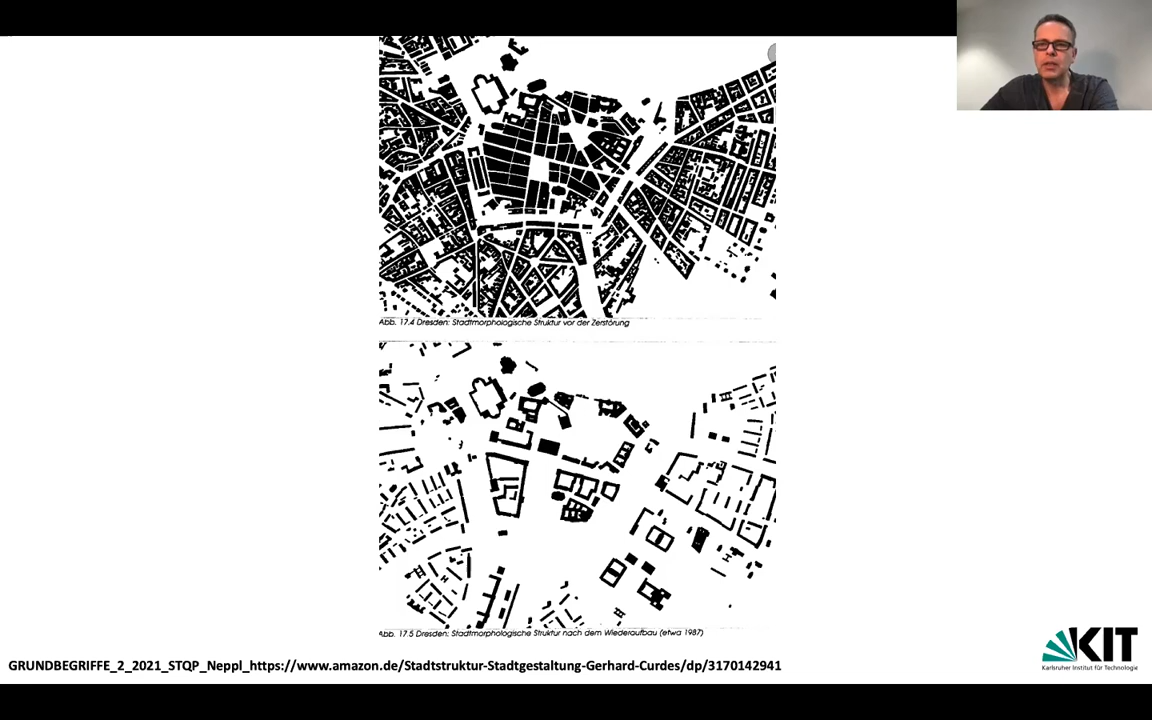 Abb. 17.4 Dresden: Stadtmorphologische Struktur vor der Zerstörung
Abb. 17.5 Dresden: Stadtmorphologische Struktur nach dem Wiederaufbau (etwa 1987)
GRUNDBEGRIFFE_2_2021_STQP_Neppl_https://www.amazon.de/Stadtstruktur-Stadtgestaltung-Gerhard-Curdes/dp/3170142941
KIT
Karlsruher Institut für Technologie